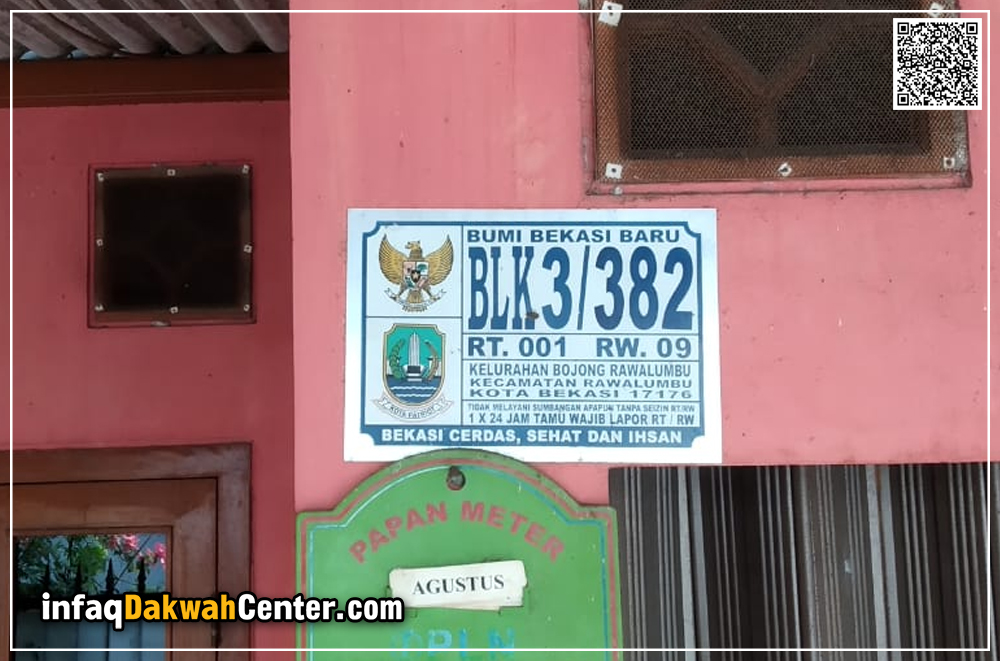 BUMI BEKASI BARU
BLK.3/382
RT. 001 RW. 09
KELURAHAN BOJONG RAWALUMBU
KECAMATAN RAWALUMBU
KOTA BEKASI 17176
TIDAK MELAYANI SUMBANGAN APAPUN TANPA SEIZIN RT/RW
1 X 24 JAM TAMU WAJIB LAPOR RT / RW
BEKASI CERDAS, SEHAT DAN IHSAN
PAPAN METER
AGUSTUS
PLN
infaqDakwahCenter.com